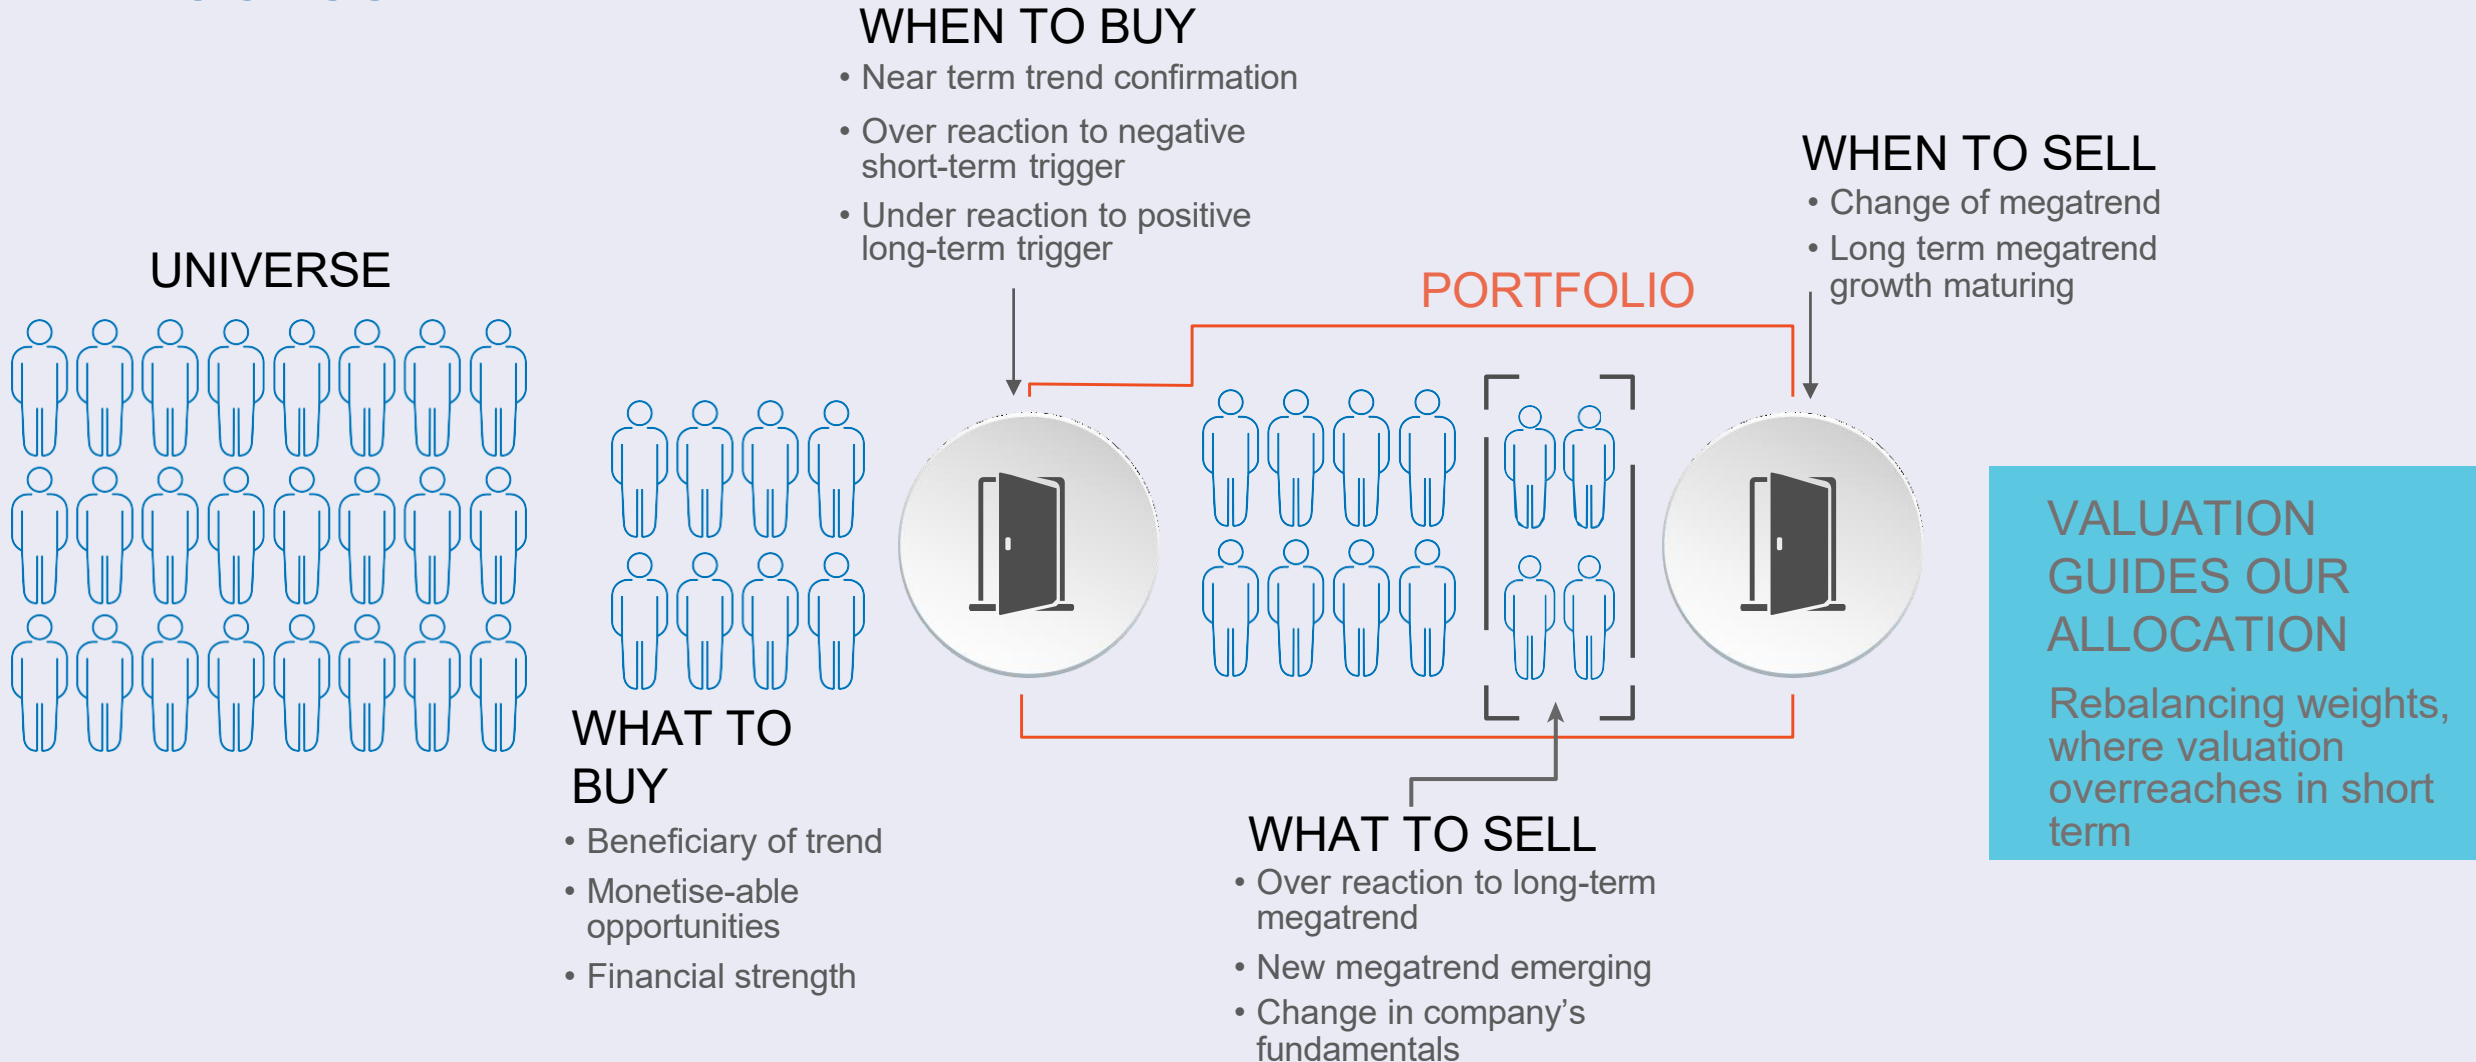 WHEN TO BUY
• Near term trend confirmation
• Over reaction to negative
short-term trigger
• Under reaction to positive
long-term trigger
WHEN TO SELL
• Change of megatrend
• Long term megatrend
growth maturing
UNIVERSE
PORTFOLIO
WHAT TO
BUY
• Beneficiary of trend
• Monetise-able
opportunities
• Financial strength
WHAT TO SELL
• Over reaction to long-term
megatrend
• New megatrend emerging
• Change in company’s
fundamentals
VALUATION
GUIDES OUR
ALLOCATION
Rebalancing weights,
where valuation
overreaches in short
term